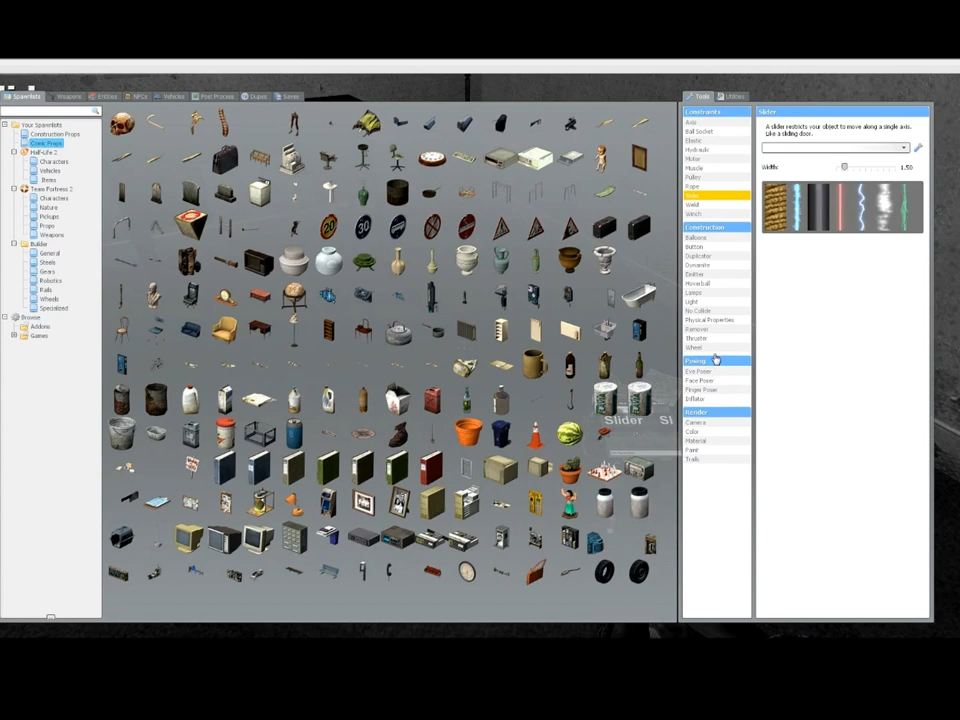 Spawnlists Weapons Entities NPCs Vehicles Post Process Dupes Saves
Your Spawnlists
Construction Props
Comic Props
Half-Life 2
Characters
Vehicles
Items
Team Fortress 2
Characters
Nature
Pickups
Props
Weapons
Builder
General
Steels
Gears
Robotics
Rails
Wheels
Specialized
Browse
Addons
Games
20
30
Tools Utilities
Constraints
Axis
Ball Socket
Elastic
Hydraulic
Motor
Muscle
Pulley
Rope
Slider
Weld
Winch
Construction
Balloons
Button
Duplicator
Dynamite
Emitter
Hoverball
Lamps
Light
No Collide
Physical Properties
Remover
Thruster
Wheel
Posing
Eye Poser
Face Poser
Finger Poser
Inflator
Render
Camera
Color
Material
Paint
Trails
Slider
A slider restricts your object to move along a single axis.
Like a sliding door.
Width: 1.50
Slider Sl